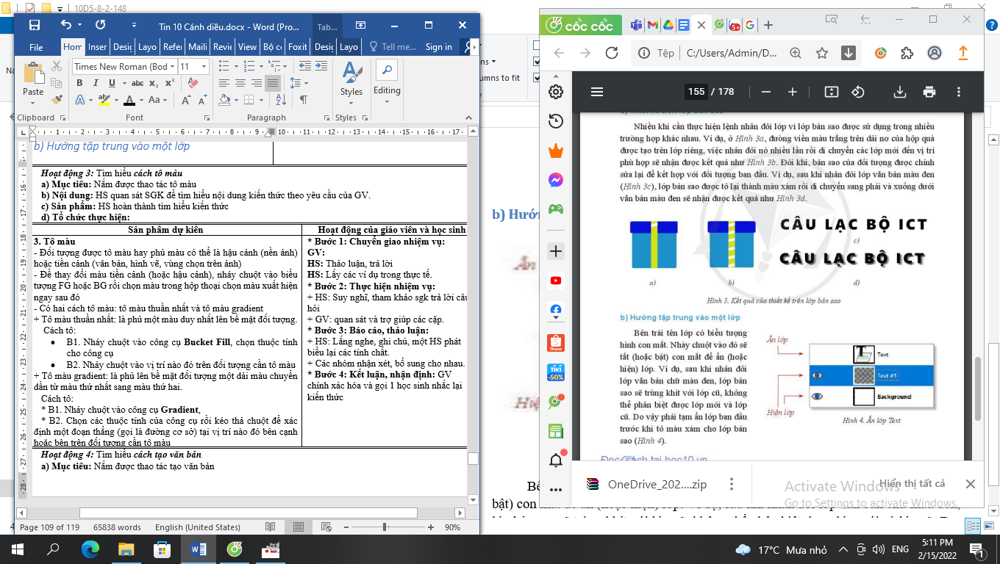 10D5-8-2-148
Tin 10 Cánh diều.docx - Word (Pro...
Tab...
File
Hom
Inser
Desig
Layo
Refer
Maili
Revie
View
Bộ cô
Foxit
Desig
Layo
Tell me...
Sign in
Times New Roman (Bod
11
Paste
Styles
Editing
Clipboard
Font
Paragraph
Styles
b) Hướng tập trung vào một lớp
Hoạt động 3: Tìm hiểu cách tô màu
a) Mục tiêu: Nắm được thao tác tô màu
b) Nội dung: HS quan sát SGK để tìm hiểu nội dung kiến thức theo yêu cầu của GV.
c) Sản phẩm: HS hoàn thành tìm hiểu kiến thức
d) Tổ chức thực hiện:
Sản phẩm dự kiến
3. Tô màu
- Đối tượng được tô màu hay phủ màu có thể là hậu cảnh (nền ảnh)
hoặc tiền cảnh (văn bản, hình vẽ, vùng chọn trên ảnh)
- Để thay đổi màu tiền cảnh (hoặc hậu cảnh), nháy chuột vào biểu
tượng FG hoặc BG rồi chọn màu trong hộp thoại chọn màu xuất hiện
ngay sau đó
- Có hai cách tô màu: tô màu thuần nhất và tô màu gradient
+ Tô màu thuần nhất: là phủ một màu duy nhất lên bề mặt đối tượng.
Cách tô:
• B1. Nháy chuột vào công cụ Bucket Fill, chọn thuộc tính
cho công cụ
• B2. Nháy chuột vào vị trí nào đó trên đối tượng cần tô màu
+ Tô màu gradient: là phủ lên bề mặt đối tượng một dải màu chuyển
dần từ màu thứ nhất sang màu thứ hai.
Cách tô:
* B1. Nháy chuột vào công cụ Gradient,
* B2. Chọn các thuộc tính của công cụ rồi kéo thả chuột để xác
định một đoạn thẳng (gọi là đường cơ sở) tại vị trí nào đó bên cạnh
hoặc bên trên đối tượng cần tô màu
Hoạt động của giáo viên và học sinh
* Bước 1: Chuyển giao nhiệm vụ:
GV:
HS: Thảo luận, trả lời
HS: Lấy các ví dụ trong thực tế.
* Bước 2: Thực hiện nhiệm vụ:
+ HS: Suy nghĩ, tham khảo sgk trả lời câu
hỏi
+ GV: quan sát và trợ giúp các cặp.
* Bước 3: Báo cáo, thảo luận:
+ HS: Lắng nghe, ghi chú, một HS phát
biểu lại các tính chất.
+ Các nhóm nhận xét, bổ sung cho nhau.
* Bước 4: Kết luận, nhận định: GV
chính xác hóa và gọi 1 học sinh nhắc lại
kiến thức
Hoạt động 4: Tìm hiểu cách tạo văn bản
a) Mục tiêu: Nắm được thao tác tạo văn bản
Page 109 of 119
65838 words
English (United States)
90%
umns to fit
b) Hướ
Ẩn
Hiện
cốc cốc
Tệp
C:/Users/Admin/D...
155 / 178
Nhiều khi cần thực hiện lệnh nhân đôi lớp vì lớp bản sao được sử dụng trong nhiều
trường hợp khác nhau. Ví dụ, ở Hình 3a, đường viền màu trắng trên dải nơ của hộp quà
được tạo trên lớp riêng, việc nhân đôi nó nhiều lần rồi di chuyển các lớp mới đến vị trí
phù hợp sẽ nhận được kết quả như Hình 3b. Đôi khi, bản sao của đối tượng được chỉnh
sửa lại để kết hợp với đối tượng ban đầu. Ví dụ, sau khi nhân đôi lớp văn bản màu đen
(Hình 3c), lớp bản sao được tô lại thành màu xám rồi di chuyển sang phải và xuống dưới
văn bản màu đen sẽ nhận được kết quả như Hình 3d.
CÂU LẠC BỘ ICT
c)
CÂU LẠC BỘ ICT
a)
b)
d)
Hình 3. Kết quả của thiết kế trên lớp bản sao
b) Hướng tập trung vào một lớp
Bên trái tên lớp có biểu tượng
hình con mắt. Nháy chuột vào đó sẽ
tắt (hoặc bật) con mắt để ẩn (hoặc
hiện) lớp. Ví dụ, sau khi nhân đôi
lớp văn bản chữ màu đen, lớp bản
sao sẽ trùng khít với lớp cũ, không
thể phân biệt được lớp mới và lớp
cũ. Do vậy phải tạm ẩn lớp ban đầu
trước khi tô màu xám cho lớp bản
sao (Hình 4).
Ẩn lớp
Hiện lớp
Text
Text #1
Background
Hình 4. Ẩn lớp Text
Đọc sách tại hoc10.vn
OneDrive_202....zip
Hiển thị tất cả
Activate Windows
Go to Settings to activate Windows.
17°C Mưa nhỏ
ENG
5:11 PM
2/15/2022